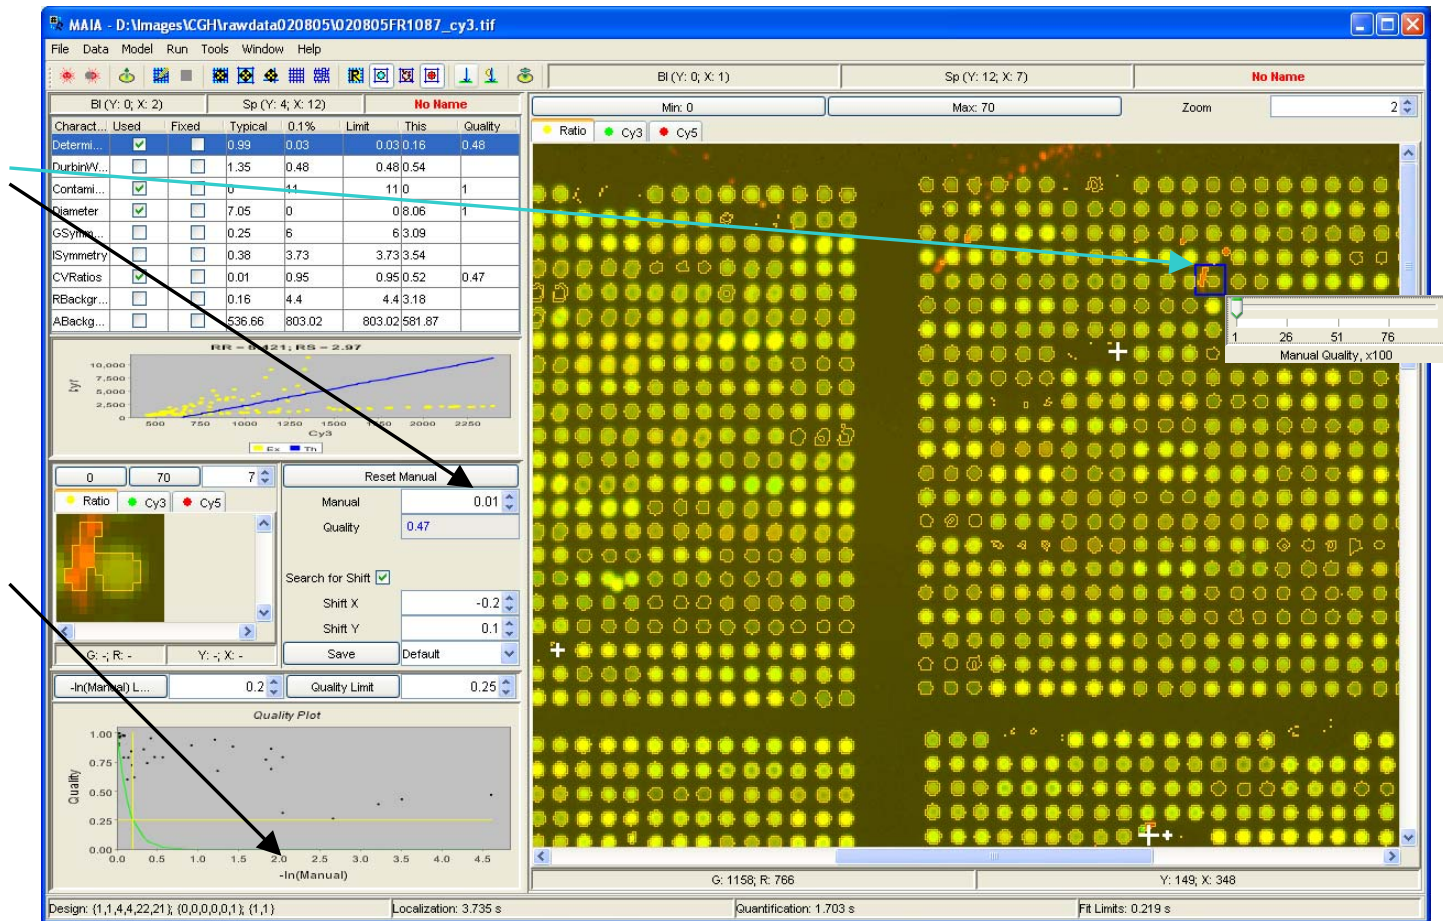 MAIA - D:\Images\CGH\rawdata020805\020805FR1087_cy3.tif
File Data Model Run Tools Window Help
Bl (Y: 0; X: 1) Sp (Y: 12; X: 7) No Name
Bl (Y: 0; X: 2) Sp (Y: 4; X: 12) No Name
Min: 0 Max: 70 Zoom 2
Ratio Cy3 Cy5
Charact... Used Fixed Typical 0.1% Limit This Quality
Determi... 0.99 0.03 0.03 0.16 0.48
DurbinW... 1.35 0.48 0.48 0.54
Contami... 0 11 11 0 1
Diameter 7.05 0 0 8.06 1
GSymm... 0.25 6 6 3.09
ISymmetry 0.38 3.73 3.73 3.54
CVRatios 0.01 0.95 0.95 0.52 0.47
RBackgr... 0.16 4.4 4.4 3.18
ABackg... 536.66 803.02 803.02 581.87
1 26 51 76
Manual Quality, x100
RR = 0.421; RS = 2.97
10,000
7,500
5,000
2,500
0
500 750 1000 1250 1500 1750 2000 2250
Cy3
Ex Th
0 70 7
Ratio Cy3 Cy5
Reset Manual
Manual 0.01
Quality 0.47
Search for Shift
Shift X -0.2
Shift Y 0.1
Save Default
G: -; R: - Y: -; X: -
-ln(Manual) L... 0.2 Quality Limit 0.25
Quality Plot
Quality
1.00
0.75
0.50
0.25
0.00
0.0 0.5 1.0 1.5 2.0 2.5 3.0 3.5 4.0 4.5
-ln(Manual)
G: 1158; R: 766 Y: 149; X: 348
Design: {1,1,4,4,22,21}; {0,0,0,0,0,1}; {1,1} Localization: 3.735 s Quantification: 1.703 s Fit Limits: 0.219 s